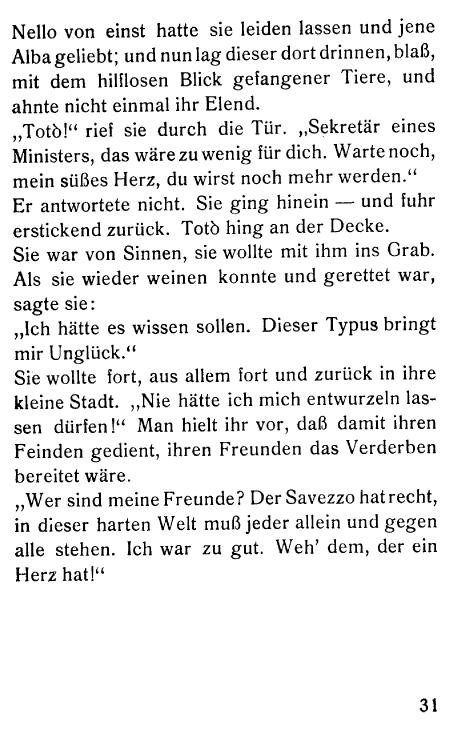 Nello von einst hatte sie leiden lassen und jene
Alba geliebt; und nun lag dieser dort drinnen, blaß,
mit dem hilflosen Blick gefangener Tiere, und
ahnte nicht einmal ihr Elend.
„Totò!“ rief sie durch die Tür. „Sekretär eines
Ministers, das wäre zu wenig für dich. Warte noch,
mein süßes Herz, du wirst noch mehr werden.“
Er antwortete nicht. Sie ging hinein — und fuhr
erstickend zurück. Totò hing an der Decke.
Sie war von Sinnen, sie wollte mit ihm ins Grab.
Als sie wieder weinen konnte und gerettet war,
sagte sie:
„Ich hätte es wissen sollen. Dieser Typus bringt
mir Unglück.“
Sie wollte fort, aus allem fort und zurück in ihre
kleine Stadt. „Nie hätte ich mich entwurzeln las-
sen dürfen!“ Man hielt ihr vor, daß damit ihren
Feinden gedient, ihren Freunden das Verderben
bereitet wäre.
„Wer sind meine Freunde? Der Savezzo hat recht,
in dieser harten Welt muß jeder allein und gegen
alle stehen. Ich war zu gut. Weh’ dem, der ein
Herz hat!“
31